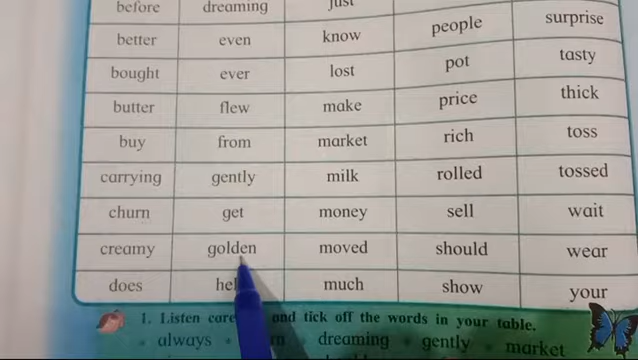 before dreaming just
better even know people surprise
bought ever lost pot tasty
butter flew make price thick
buy from market rich toss
carrying gently milk rolled tossed
churn get money sell wait
creamy golden moved should wear
does much show your
1. Listen and tick off the words in your table.
always dreaming gently market